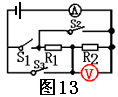 A
S₂
S₁ R₁ R₂
S₃ V
图13